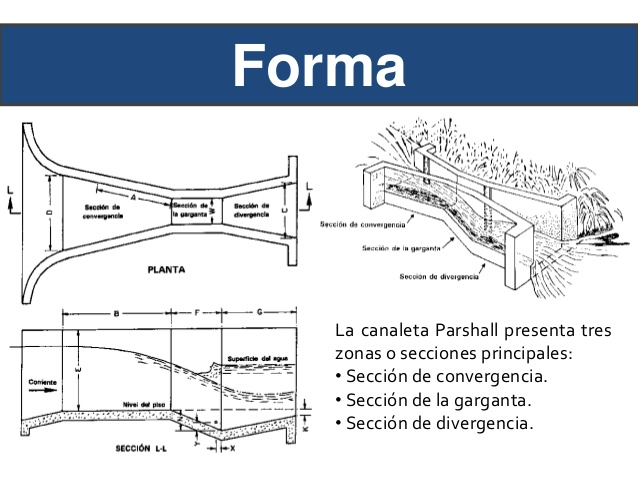 Forma
L
D
A
Sección de
convergencia
Sección de
la garganta
W
Sección de
divergencia
C
L
PLANTA
Sección de convergencia
Sección de la garganta
Sección de divergencia
B
F
G
E
Superficie del agua
Corriente
Nivel del piso
K
Y
X
SECCIÓN L-L
La canaleta Parshall presenta tres
zonas o secciones principales:
• Sección de convergencia.
• Sección de la garganta.
• Sección de divergencia.